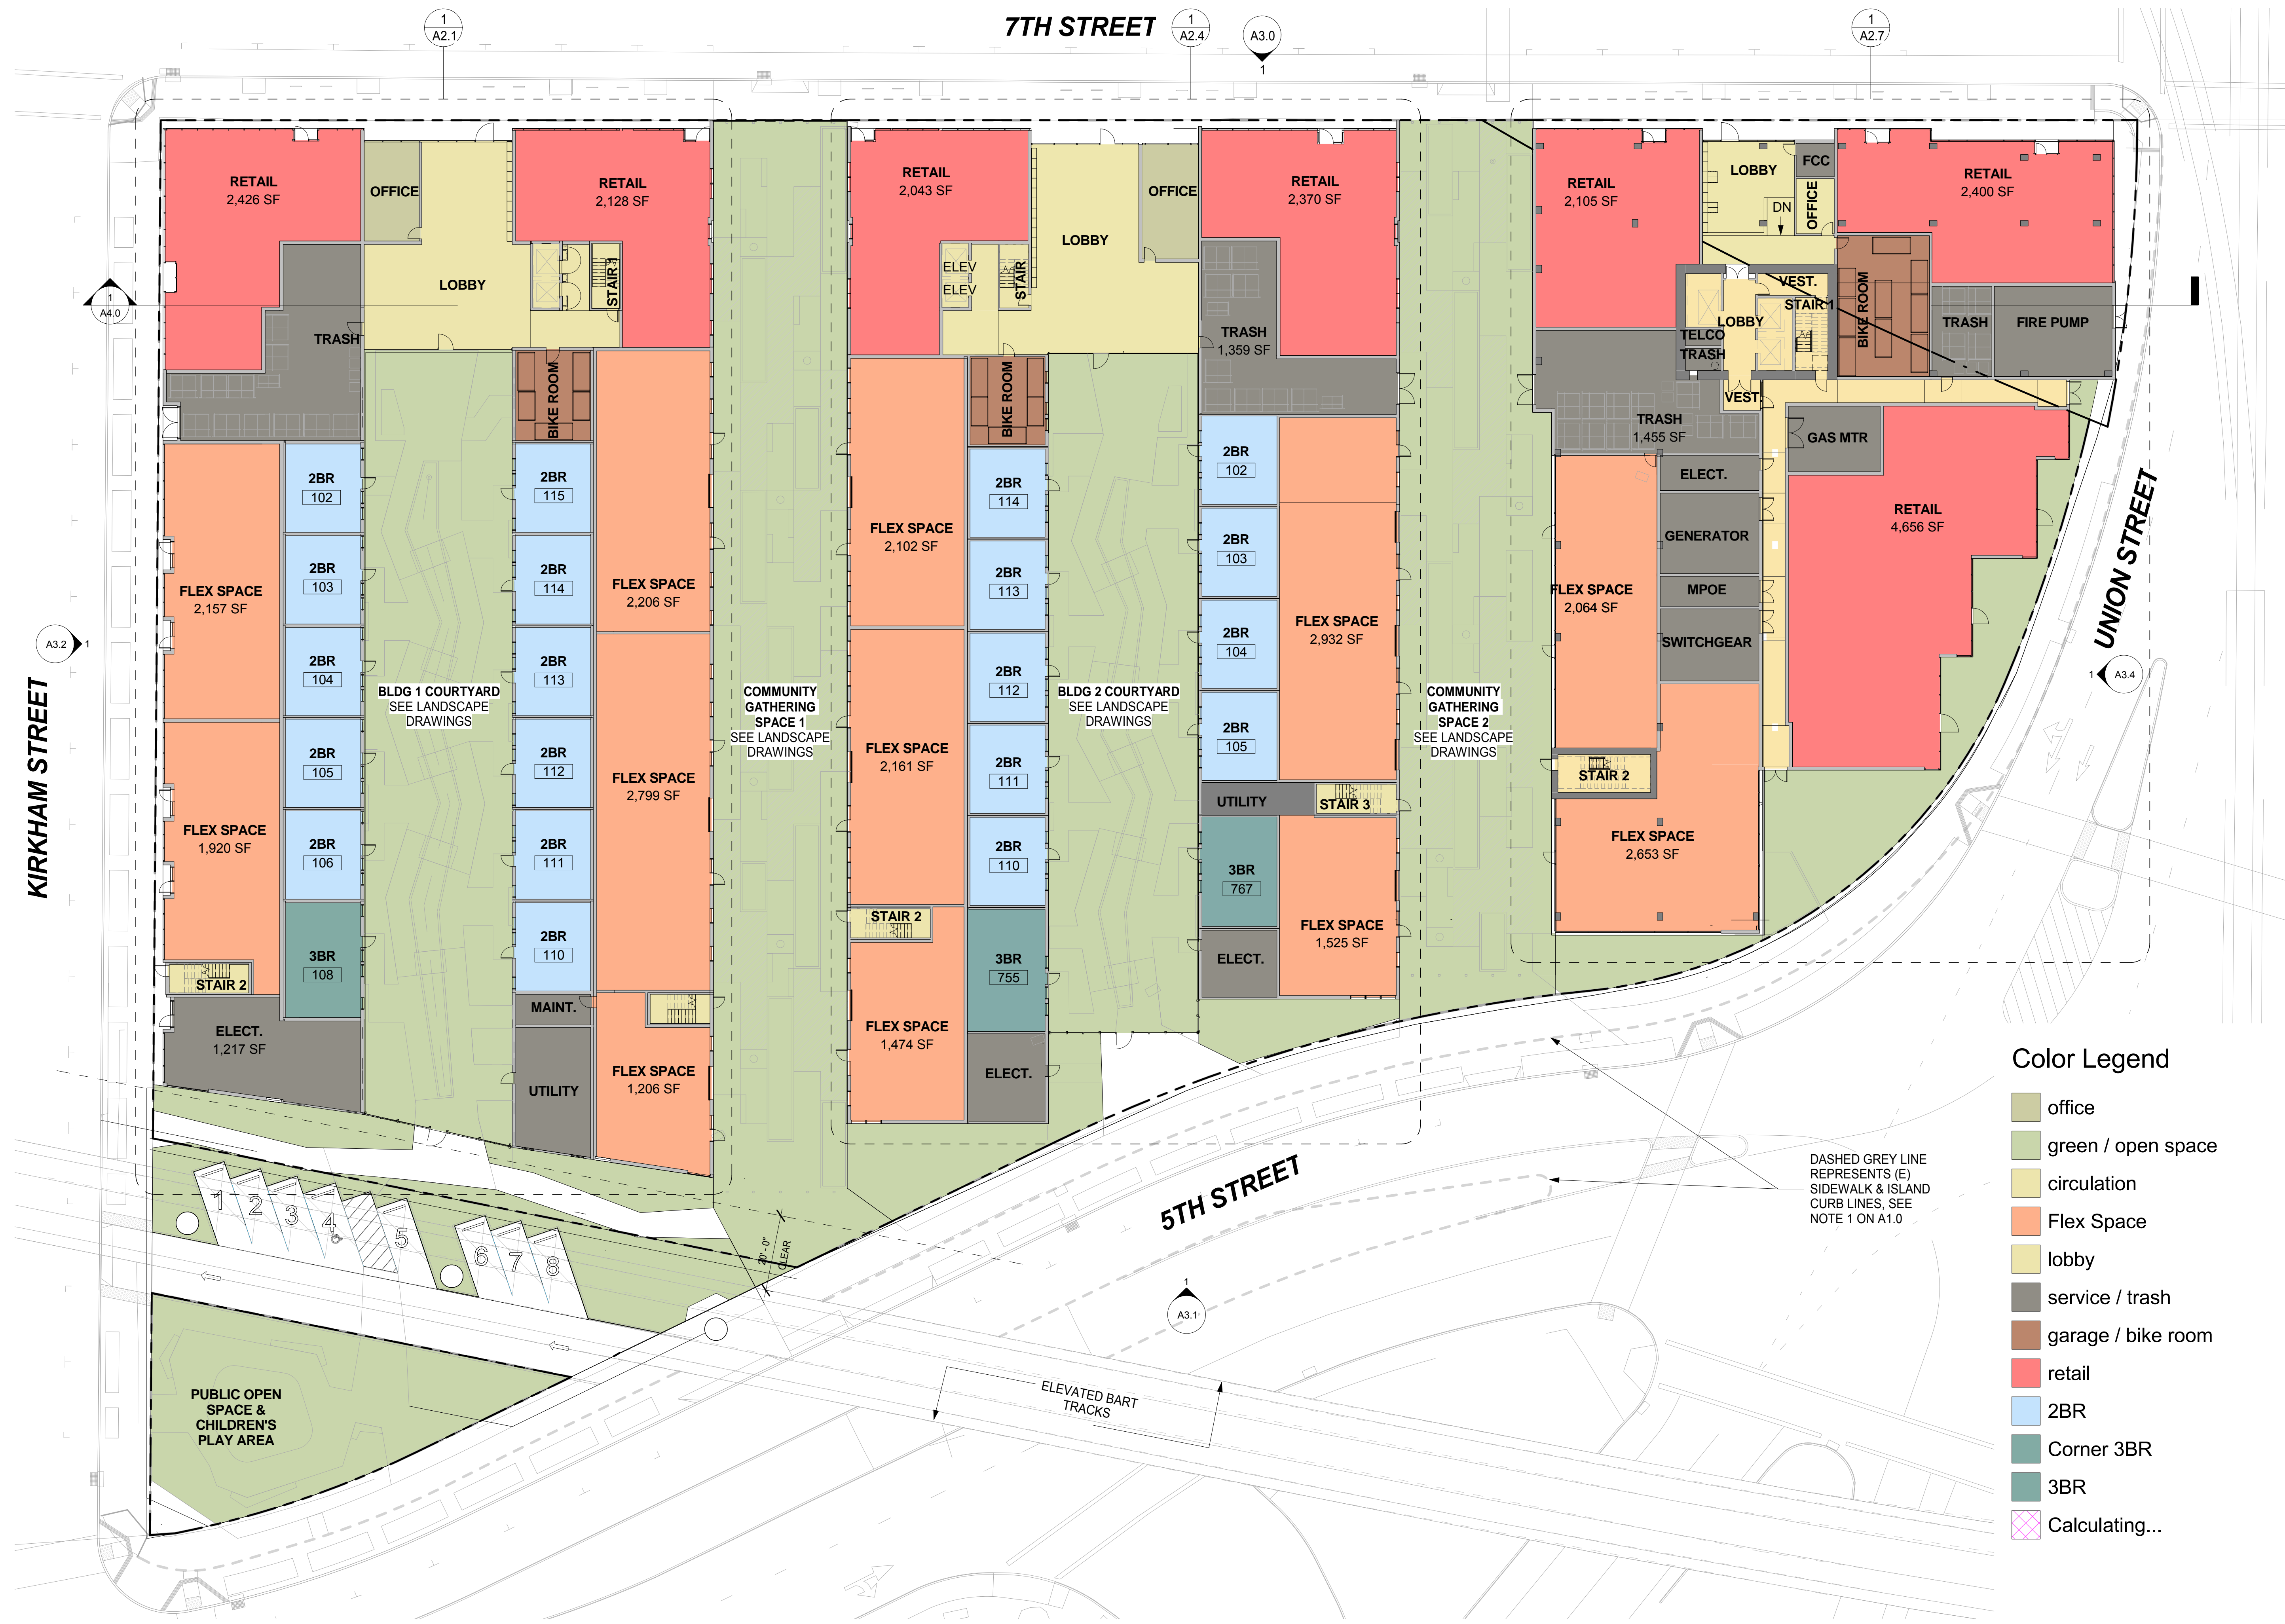 7TH STREET
1
A2.1
1
A2.4
A3.0
1
1
A2.7
RETAIL
2,426 SF
OFFICE
LOBBY
RETAIL
2,128 SF
STAIR 1
TRASH
BIKE ROOM
1
A4.0
RETAIL
2,043 SF
ELEV
ELEV
STAIR
LOBBY
OFFICE
RETAIL
2,370 SF
TRASH
1,359 SF
BIKE ROOM
RETAIL
2,105 SF
LOBBY
FCC
OFFICE
DN
RETAIL
2,400 SF
VEST.
STAIR 1
LOBBY
TELCO
TRASH
VEST.
BIKE ROOM
TRASH
FIRE PUMP
TRASH
1,455 SF
GAS MTR
ELECT.
GENERATOR
MPOE
SWITCHGEAR
RETAIL
4,656 SF
UNION STREET
1
A3.4
KIRKHAM STREET
A3.2
1
FLEX SPACE
2,157 SF
FLEX SPACE
1,920 SF
2BR
102
2BR
103
2BR
104
2BR
105
2BR
106
3BR
108
STAIR 2
ELECT.
1,217 SF
BLDG 1 COURTYARD
SEE LANDSCAPE
DRAWINGS
2BR
115
2BR
114
2BR
113
2BR
112
2BR
111
2BR
110
MAINT.
UTILITY
FLEX SPACE
2,206 SF
FLEX SPACE
2,799 SF
FLEX SPACE
1,206 SF
COMMUNITY
GATHERING
SPACE 1
SEE LANDSCAPE
DRAWINGS
FLEX SPACE
2,102 SF
FLEX SPACE
2,161 SF
STAIR 2
FLEX SPACE
1,474 SF
2BR
114
2BR
113
2BR
112
2BR
111
2BR
110
3BR
755
ELECT.
BLDG 2 COURTYARD
SEE LANDSCAPE
DRAWINGS
2BR
102
2BR
103
2BR
104
2BR
105
UTILITY
STAIR 3
3BR
767
ELECT.
FLEX SPACE
2,932 SF
FLEX SPACE
1,525 SF
COMMUNITY
GATHERING
SPACE 2
SEE LANDSCAPE
DRAWINGS
FLEX SPACE
2,064 SF
STAIR 2
FLEX SPACE
2,653 SF
1
2
3
4
5
6
7
8
20' - 0"
CLEAR
5TH STREET
1
A3.1
ELEVATED BART
TRACKS
PUBLIC OPEN
SPACE &
CHILDREN'S
PLAY AREA
DASHED GREY LINE
REPRESENTS (E)
SIDEWALK & ISLAND
CURB LINES, SEE
NOTE 1 ON A1.0
Color Legend
office
green / open space
circulation
Flex Space
lobby
service / trash
garage / bike room
retail
2BR
Corner 3BR
3BR
Calculating...